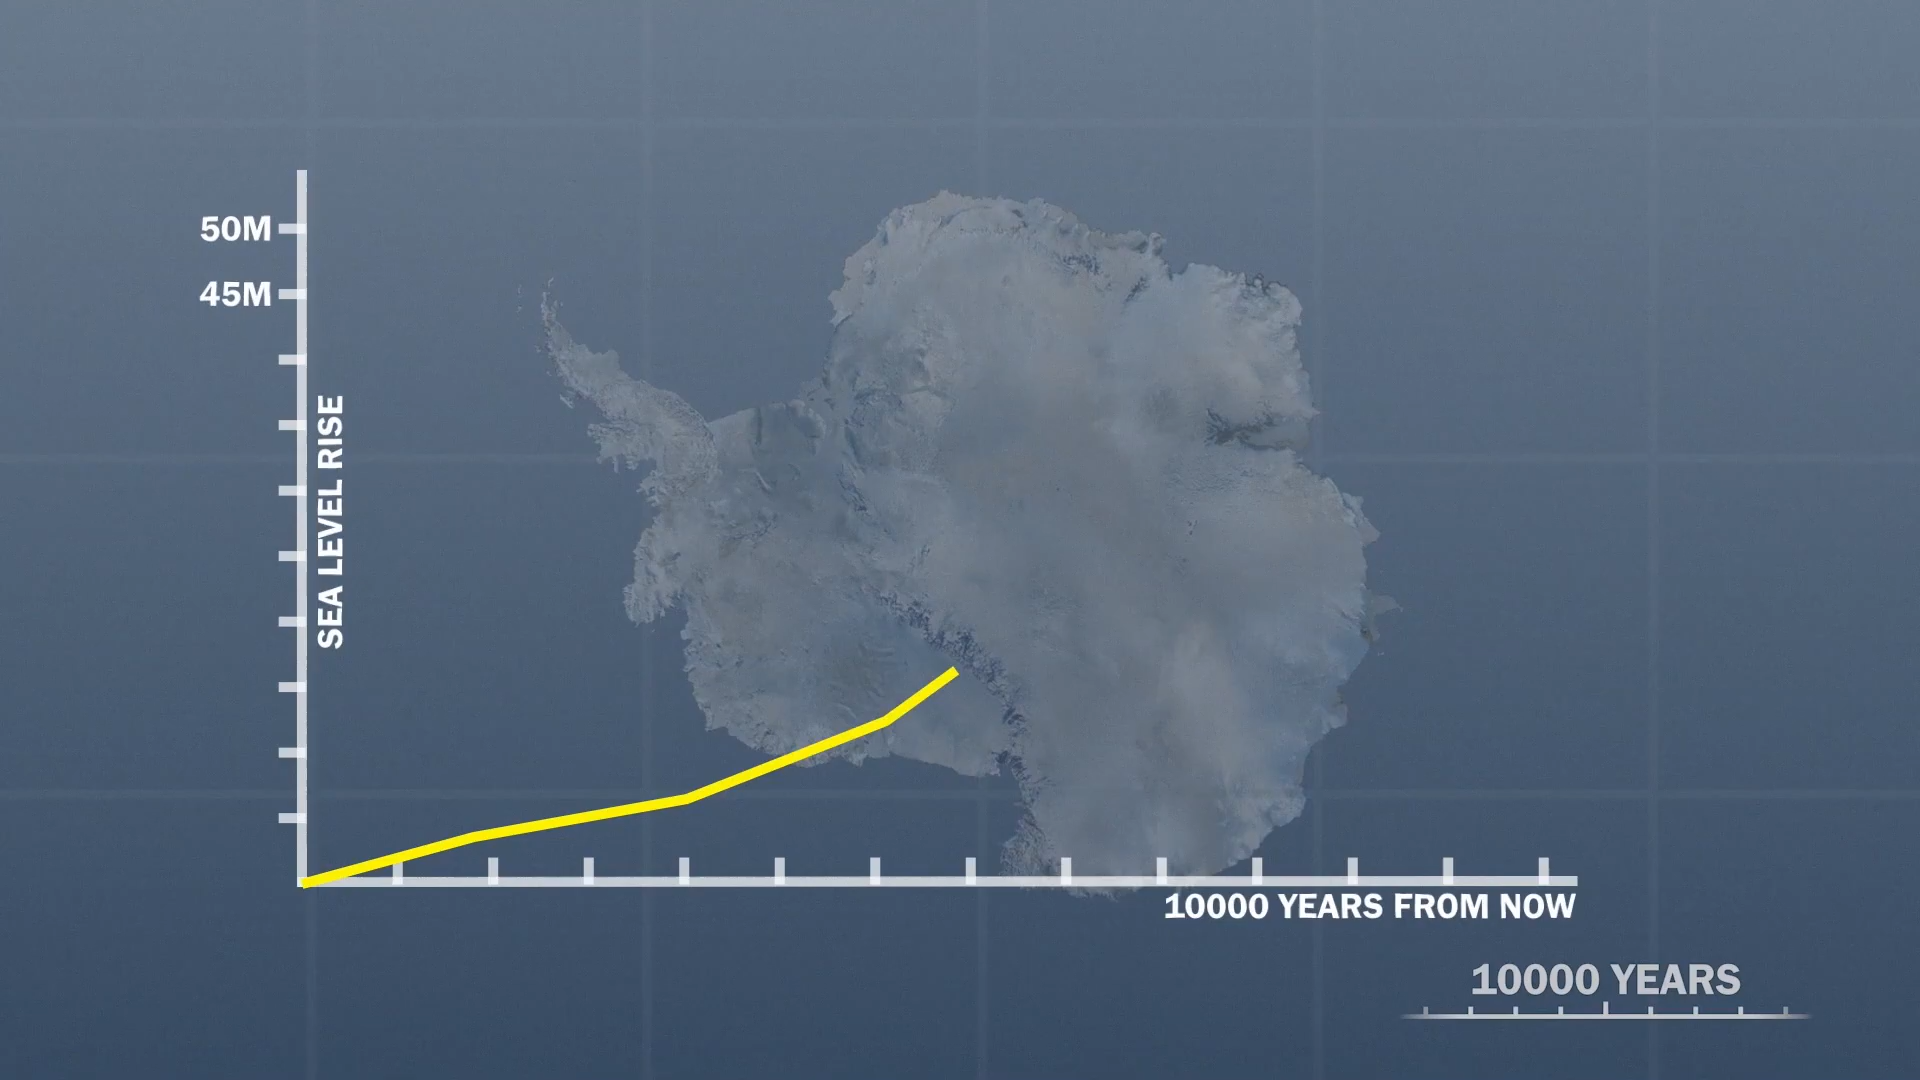 50M
45M
SEA LEVEL RISE
10000 YEARS FROM NOW
10000 YEARS